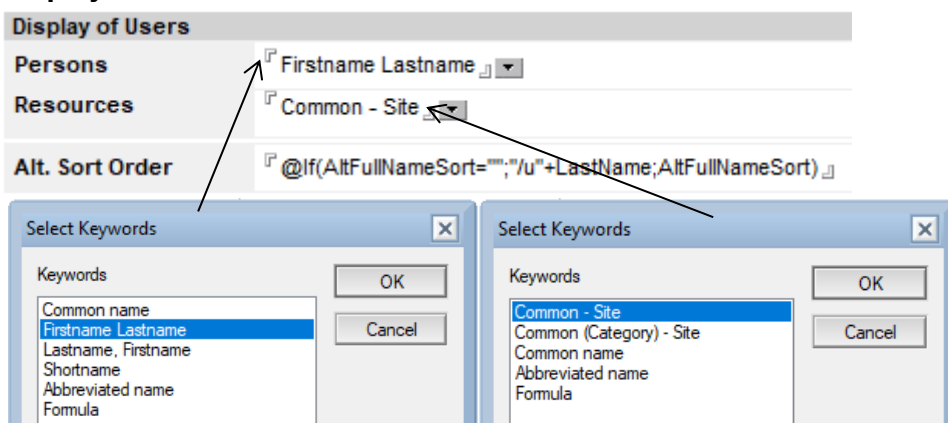 Display of Users
Persons Firstname Lastname
Resources Common - Site
Alt. Sort Order @If(AltFullNameSort="";"/u"+LastName;AltFullNameSort)
Select Keywords
Keywords
OK
Common name
Firstname Lastname
Cancel
Lastname, Firstname
Shortname
Abbreviated name
Formula
Select Keywords
Keywords
OK
Common - Site
Common (Category) - Site
Cancel
Common name
Abbreviated name
Formula